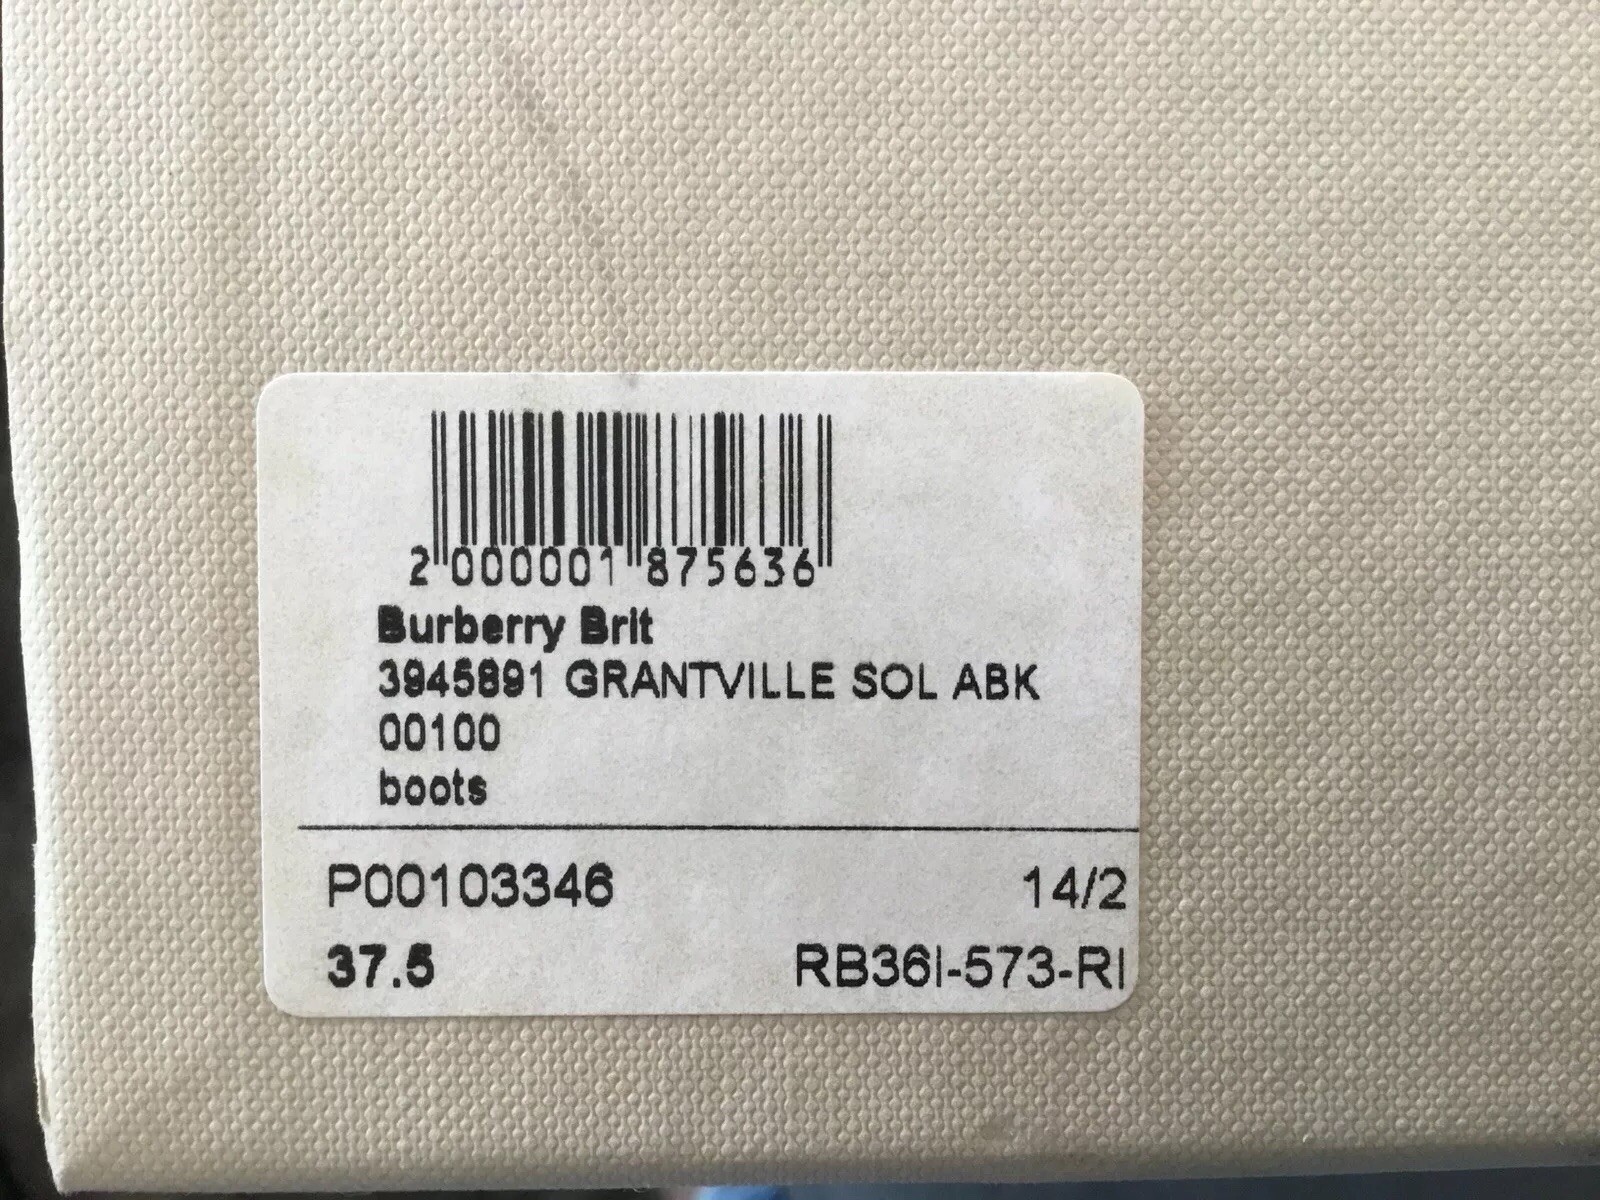 2 000001 875636
Burberry Brit
3945891 GRANTVILLE SOL ABK
00100
boots
P00103346 14/2
37.5 RB36I-573-RI